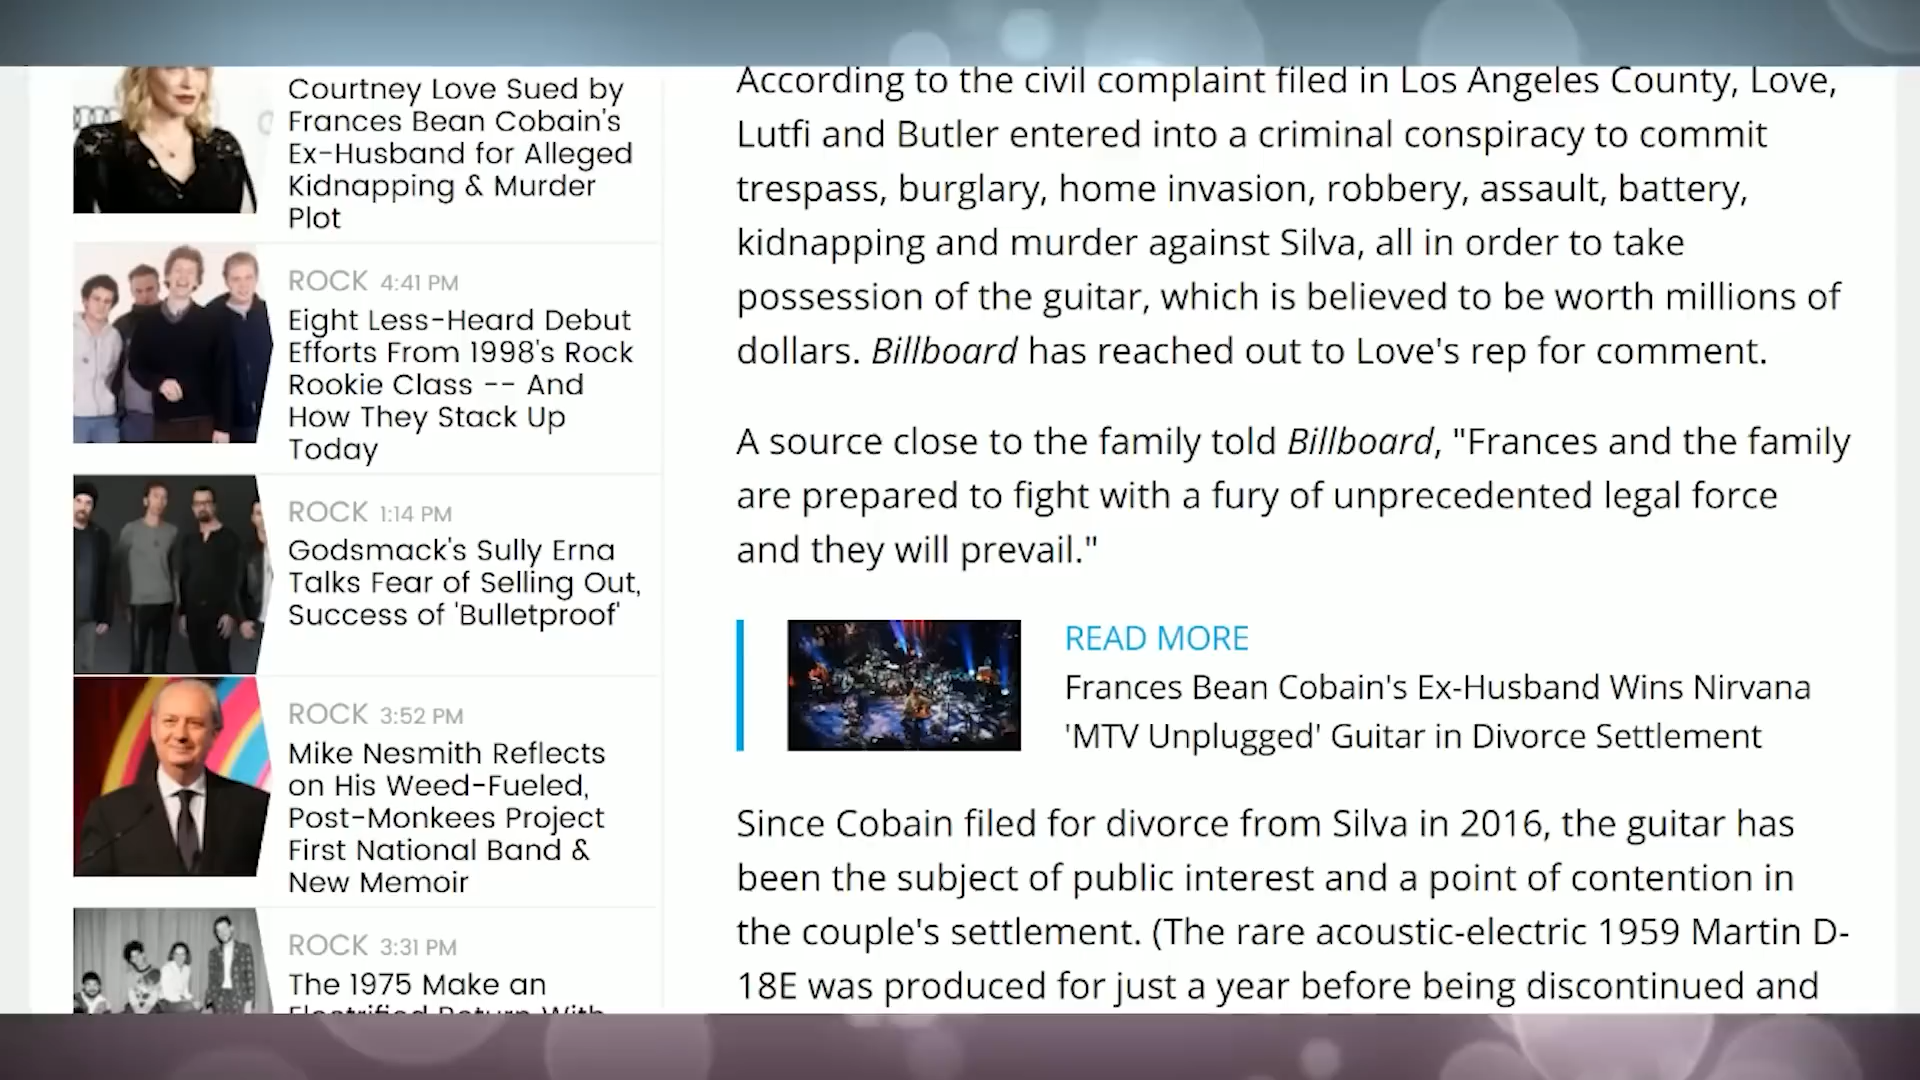 Courtney Love Sued by
Frances Bean Cobain's
Ex-Husband for Alleged
Kidnapping & Murder
Plot
ROCK 4:41 PM
Eight Less-Heard Debut
Efforts From 1998's Rock
Rookie Class -- And
How They Stack Up
Today
ROCK 1:14 PM
Godsmack's Sully Erna
Talks Fear of Selling Out,
Success of 'Bulletproof'
ROCK 3:52 PM
Mike Nesmith Reflects
on His Weed-Fueled,
Post-Monkees Project
First National Band &
New Memoir
ROCK 3:31 PM
The 1975 Make an
Electrified Return With
According to the civil complaint filed in Los Angeles County, Love,
Lutfi and Butler entered into a criminal conspiracy to commit
trespass, burglary, home invasion, robbery, assault, battery,
kidnapping and murder against Silva, all in order to take
possession of the guitar, which is believed to be worth millions of
dollars. Billboard has reached out to Love's rep for comment.
A source close to the family told Billboard, "Frances and the family
are prepared to fight with a fury of unprecedented legal force
and they will prevail."
READ MORE
Frances Bean Cobain's Ex-Husband Wins Nirvana
'MTV Unplugged' Guitar in Divorce Settlement
Since Cobain filed for divorce from Silva in 2016, the guitar has
been the subject of public interest and a point of contention in
the couple's settlement. (The rare acoustic-electric 1959 Martin D-
18E was produced for just a year before being discontinued and